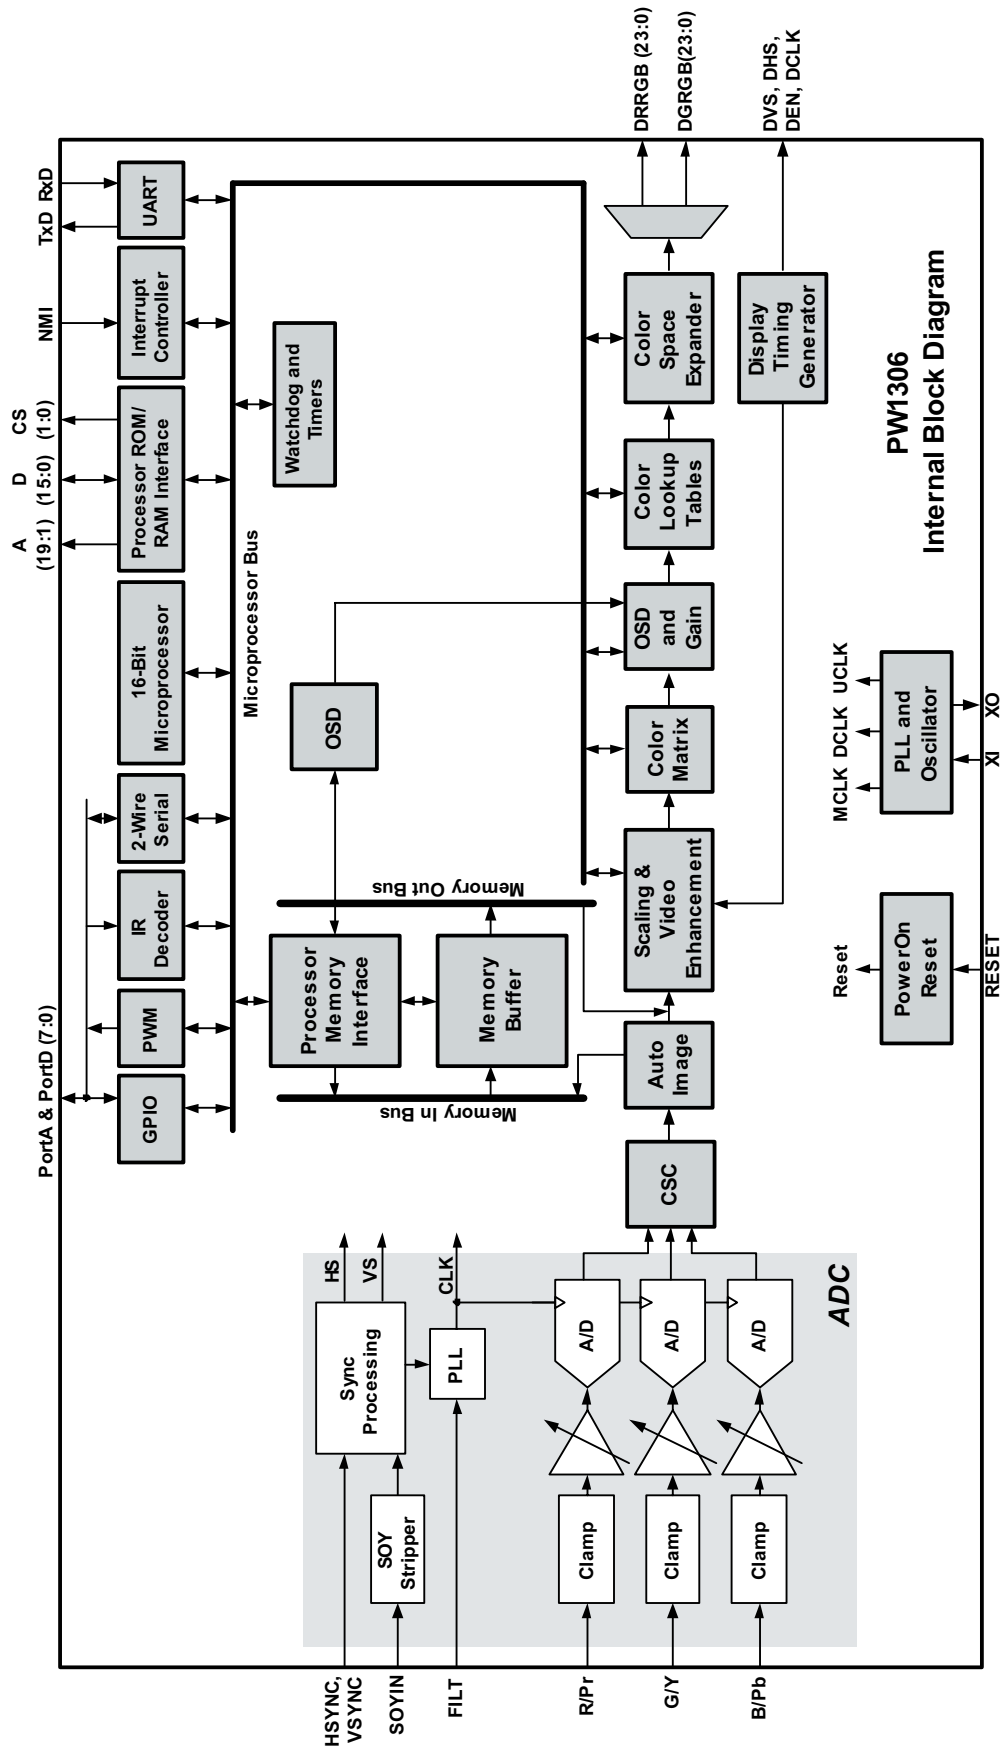 PortA & PortD (7:0)
A
(19:1)
D
(15:0)
CS
(1:0)
NMI
TxD
RxD
GPIO
PWM
IR
Decoder
2-Wire
Serial
16-Bit
Microprocessor
Processor ROM/
RAM Interface
Interrupt
Controller
UART
Microprocessor Bus
Watchdog and
Timers
OSD
Processor
Memory
Interface
Memory
Buffer
Memory In Bus
Memory Out Bus
HSYNC,
VSYNC
SOYIN
FILT
R/Pr
G/Y
B/Pb
Sync
Processing
SOY
Stripper
PLL
HS
VS
CLK
Clamp
Clamp
Clamp
A/D
A/D
A/D
ADC
CSC
Auto
Image
Scaling &
Video
Enhancement
Color
Matrix
OSD
and
Gain
Color
Lookup
Tables
Color
Space
Expander
Display
Timing
Generator
DRRGB (23:0)
DGRGB(23:0)
DVS, DHS,
DEN, DCLK
Reset
PowerOn
Reset
RESET
MCLK
DCLK
UCLK
PLL and
Oscillator
XI
XO
PW1306
Internal Block Diagram